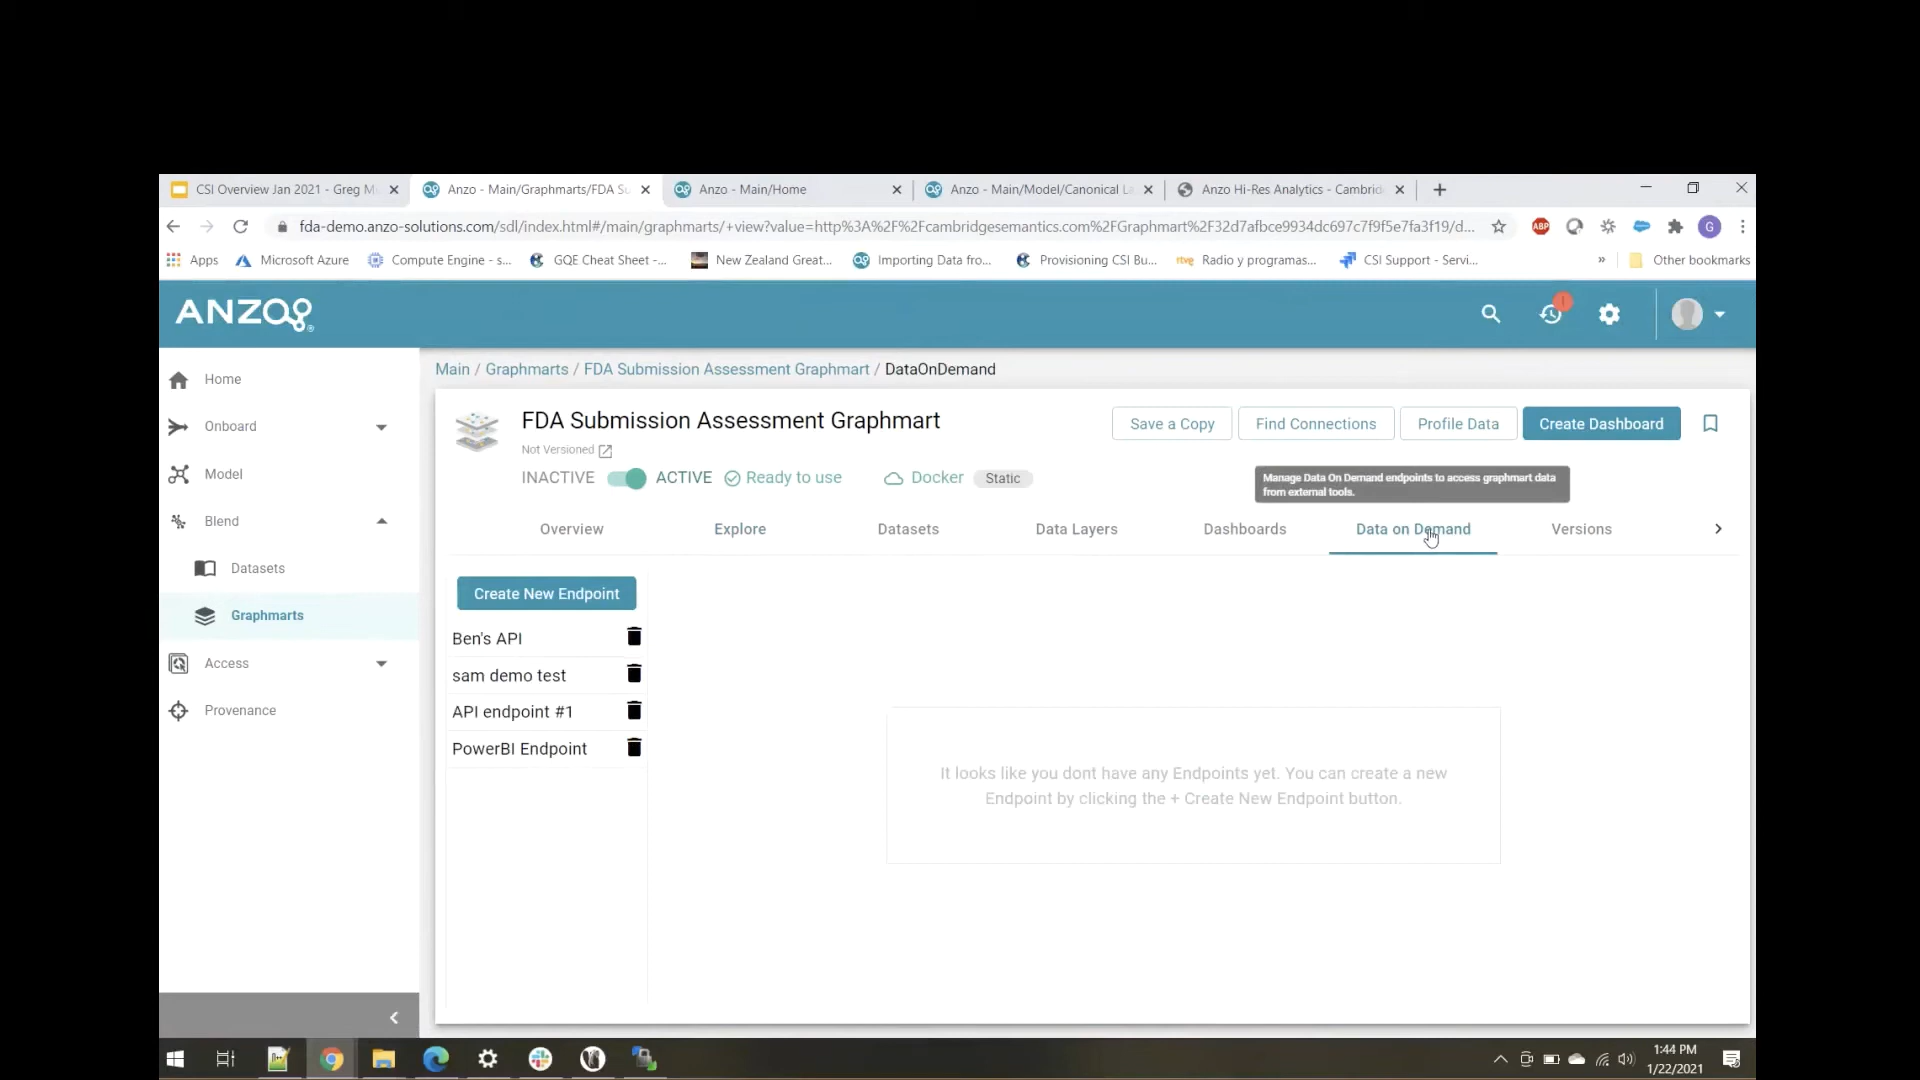 CSI Overview Jan 2021 - Greg M
Anzo - Main/Graphmarts/FDA Su
Anzo - Main/Home
Anzo - Main/Model/Canonical La
Anzo Hi-Res Analytics - Cambrid
fda-demo.anzo-solutions.com/sdl/index.html#/main/graphmarts/+view?value=http%3A%2F%2Fcambridgesemantics.com%2FGraphmart%2F32d7afbce9934dc697c7f9f5e7fa3f19/d...
ABP
G
Apps
Microsoft Azure
Compute Engine - s...
GQE Cheat Sheet -...
New Zealand Great...
Importing Data fro...
Provisioning CSI Bu...
rtve
Radio y programas...
CSI Support - Servi...
»
Other bookmarks
ANZO
!
Home
Onboard
Model
Blend
Datasets
Graphmarts
Access
Provenance
Main / Graphmarts / FDA Submission Assessment Graphmart / DataOnDemand
FDA Submission Assessment Graphmart
Not Versioned
INACTIVE
ACTIVE
Ready to use
Docker
Static
Save a Copy
Find Connections
Profile Data
Create Dashboard
Manage Data On Demand endpoints to access graphmart data
from external tools.
Overview
Explore
Datasets
Data Layers
Dashboards
Data on Demand
Versions
Create New Endpoint
Ben's API
sam demo test
API endpoint #1
PowerBI Endpoint
It looks like you dont have any Endpoints yet. You can create a new
Endpoint by clicking the + Create New Endpoint button.
1:44 PM
1/22/2021